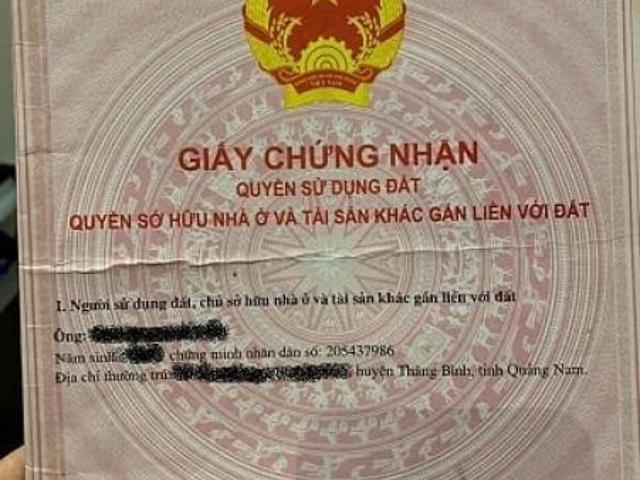 GIẤY CHỨNG NHẬN
QUYỀN SỬ DỤNG ĐẤT
QUYỀN SỞ HỮU NHÀ Ở VÀ TÀI SẢN KHÁC GẮN LIỀN VỚI ĐẤT
I. Người sử dụng đất, chủ sở hữu nhà ở và tài sản khác gắn liền với đất
Ông:
Năm sinh: chứng minh nhân dân số: 205437986
Địa chỉ thường trú: , huyện Thăng Bình, tỉnh Quảng Nam.